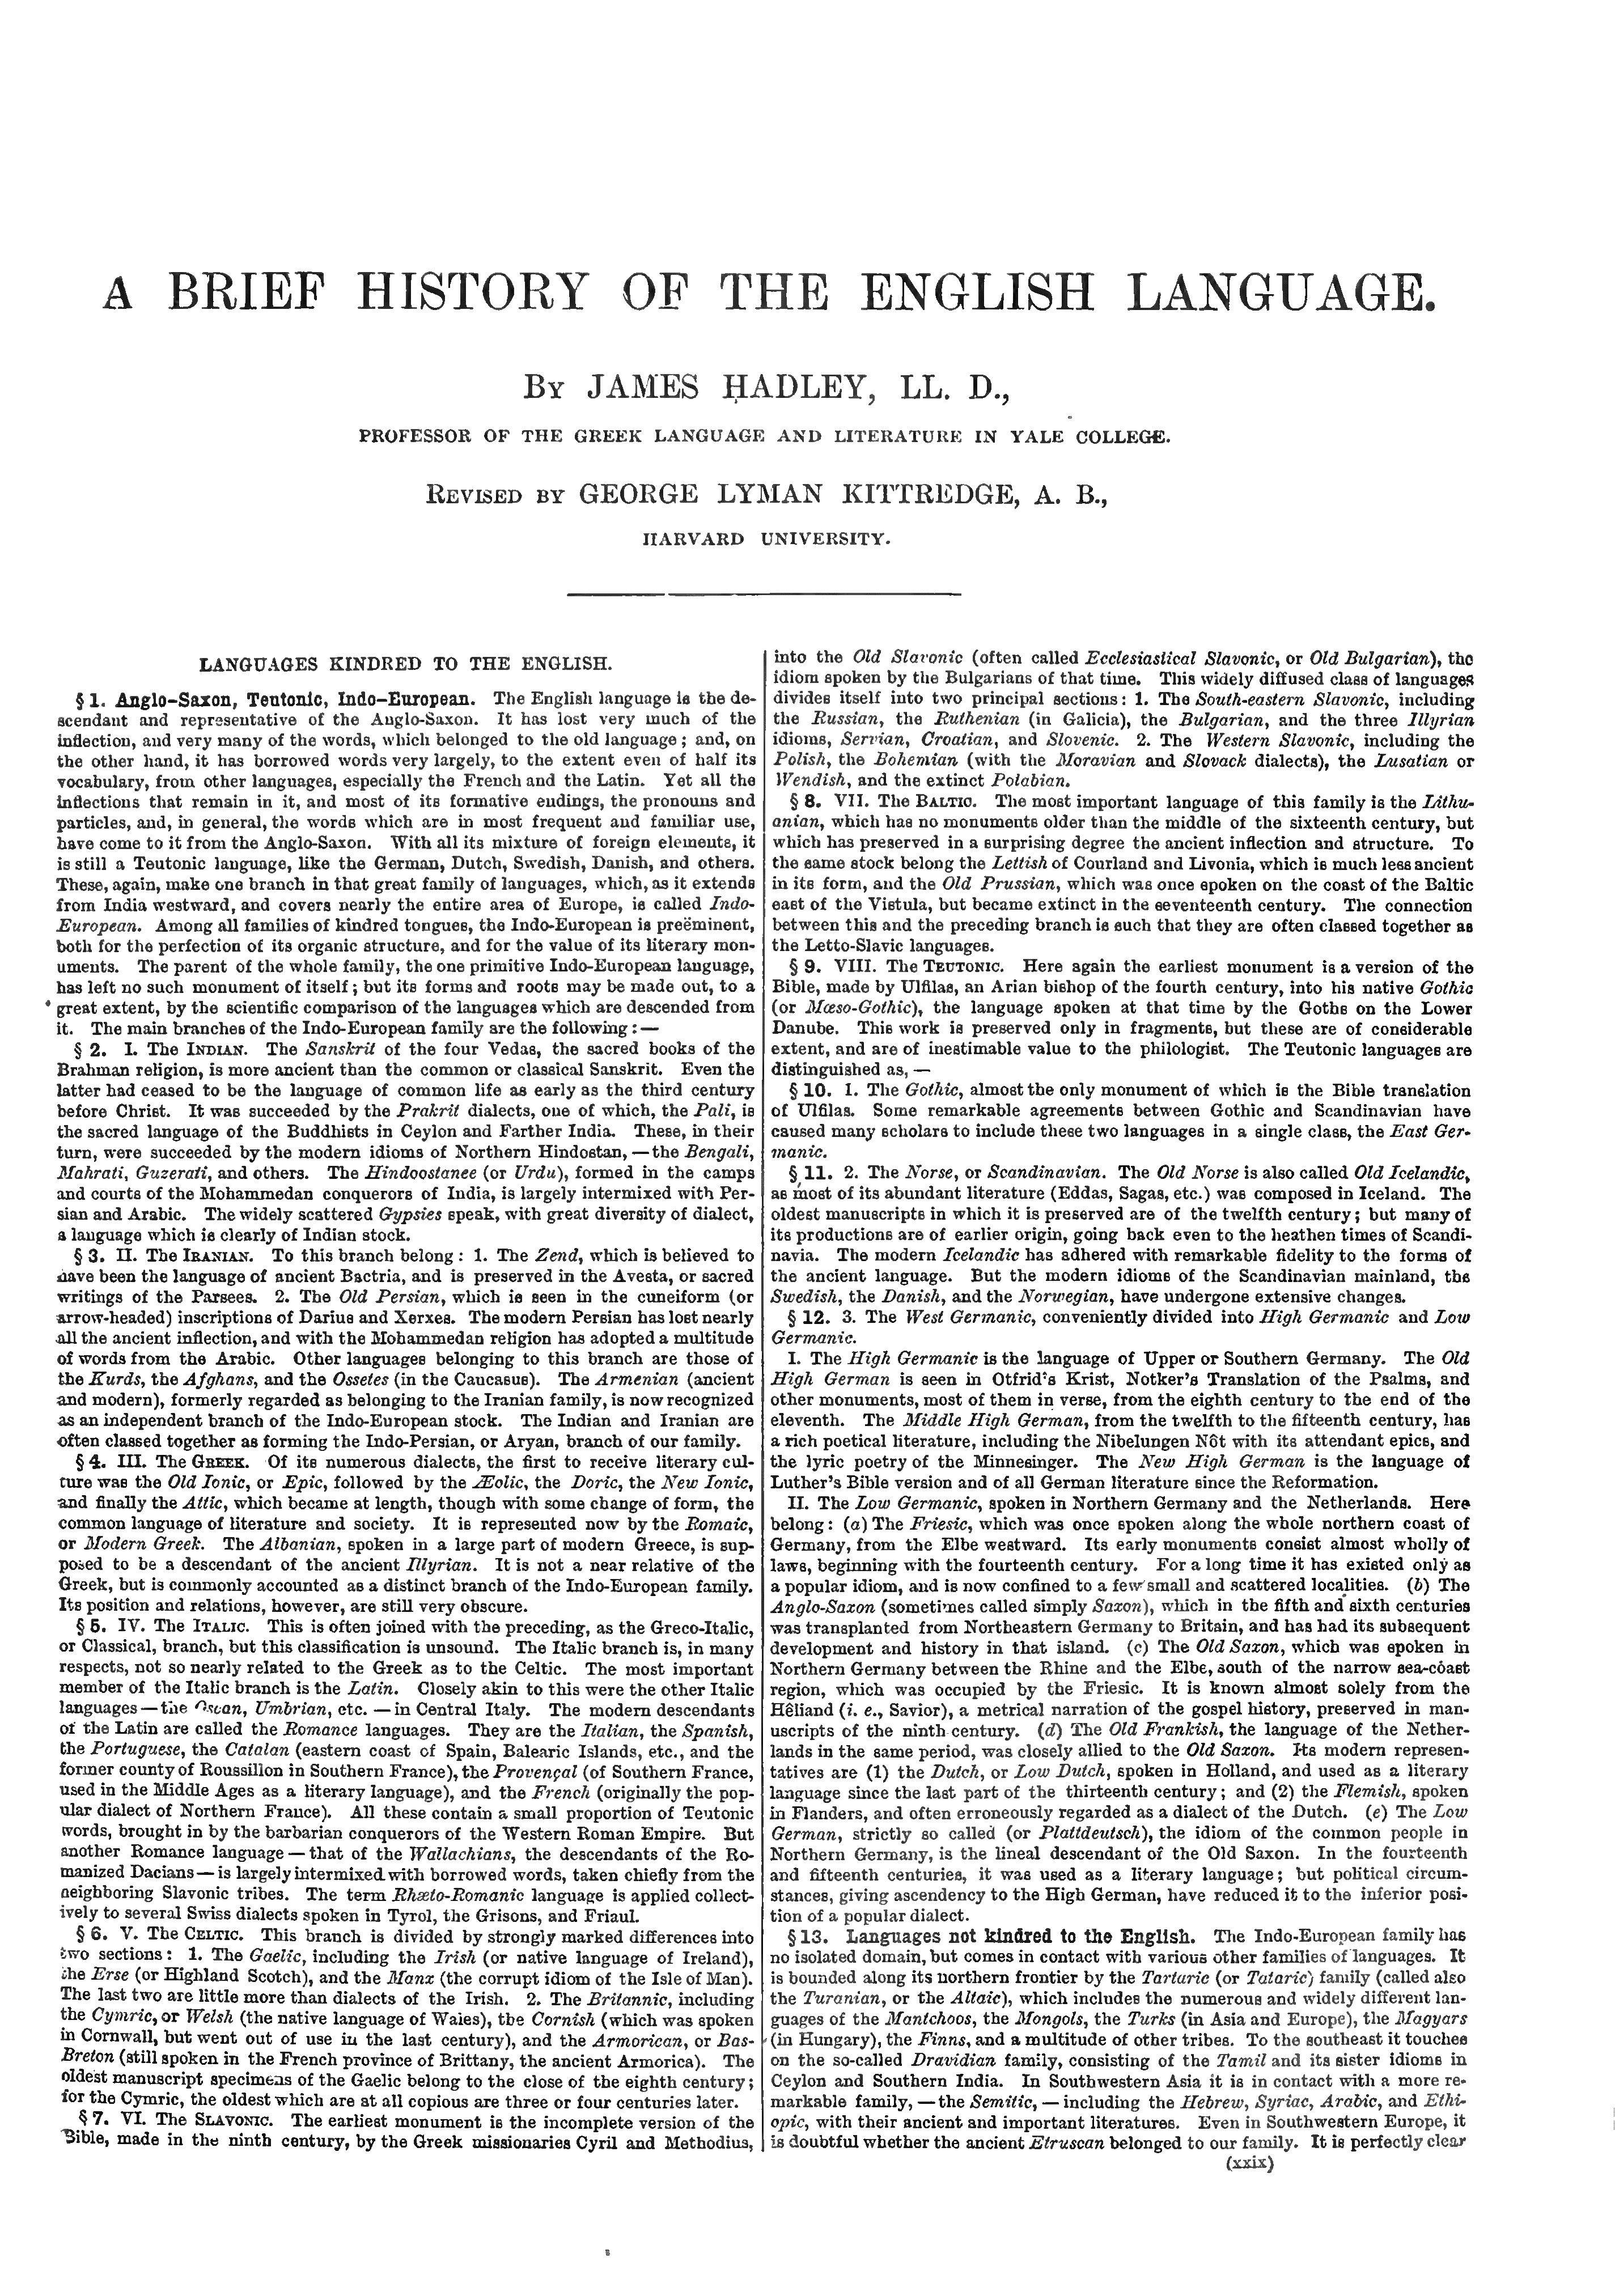 A BRIEF HISTORY OF THE ENGLISH LANGUAGE.
By JAMES HADLEY, LL. D.,
PROFESSOR OF THE GREEK LANGUAGE AND LITERATURE IN YALE COLLEGE.
Revised by GEORGE LYMAN KITTREDGE, A. B.,
HARVARD UNIVERSITY.
LANGUAGES KINDRED TO THE ENGLISH.
§ 1. Anglo-Saxon, Teutonic, Indo-European. The English language is the de-
scendant and representative of the Anglo-Saxon. It has lost very much of the
inflection, and very many of the words, which belonged to the old language; and, on
the other hand, it has borrowed words very largely, to the extent even of half its
vocabulary, from other languages, especially the French and the Latin. Yet all the
inflections that remain in it, and most of its formative endings, the pronouns and
particles, and, in general, the words which are in most frequent and familiar use,
have come to it from the Anglo-Saxon. With all its mixture of foreign elements, it
is still a Teutonic language, like the German, Dutch, Swedish, Danish, and others.
These, again, make one branch in that great family of languages, which, as it extends
from India westward, and covers nearly the entire area of Europe, is called Indo-
European. Among all families of kindred tongues, the Indo-European is preëminent,
both for the perfection of its organic structure, and for the value of its literary mon-
uments. The parent of the whole family, the one primitive Indo-European language,
has left no such monument of itself; but its forms and roots may be made out, to a
great extent, by the scientific comparison of the languages which are descended from
it. The main branches of the Indo-European family are the following: —
§ 2. I. The Indian. The Sanskrit of the four Vedas, the sacred books of the
Brahman religion, is more ancient than the common or classical Sanskrit. Even the
latter had ceased to be the language of common life as early as the third century
before Christ. It was succeeded by the Prakrit dialects, one of which, the Pali, is
the sacred language of the Buddhists in Ceylon and Farther India. These, in their
turn, were succeeded by the modern idioms of Northern Hindostan, — the Bengali,
Mahrati, Guzerati, and others. The Hindoostanee (or Urdu), formed in the camps
and courts of the Mohammedan conquerors of India, is largely intermixed with Per-
sian and Arabic. The widely scattered Gypsies speak, with great diversity of dialect,
a language which is clearly of Indian stock.
§ 3. II. The Iranian. To this branch belong: 1. The Zend, which is believed to
have been the language of ancient Bactria, and is preserved in the Avesta, or sacred
writings of the Parsees. 2. The Old Persian, which is seen in the cuneiform (or
arrow-headed) inscriptions of Darius and Xerxes. The modern Persian has lost nearly
all the ancient inflection, and with the Mohammedan religion has adopted a multitude
of words from the Arabic. Other languages belonging to this branch are those of
the Kurds, the Afghans, and the Ossetes (in the Caucasus). The Armenian (ancient
and modern), formerly regarded as belonging to the Iranian family, is now recognized
as an independent branch of the Indo-European stock. The Indian and Iranian are
often classed together as forming the Indo-Persian, or Aryan, branch of our family.
§ 4. III. The Greek. Of its numerous dialects, the first to receive literary cul-
ture was the Old Ionic, or Epic, followed by the Æolic, the Doric, the New Ionic,
and finally the Attic, which became at length, though with some change of form, the
common language of literature and society. It is represented now by the Romaic,
or Modern Greek. The Albanian, spoken in a large part of modern Greece, is sup-
posed to be a descendant of the ancient Illyrian. It is not a near relative of the
Greek, but is commonly accounted as a distinct branch of the Indo-European family.
Its position and relations, however, are still very obscure.
§ 5. IV. The Italic. This is often joined with the preceding, as the Greco-Italic,
or Classical, branch, but this classification is unsound. The Italic branch is, in many
respects, not so nearly related to the Greek as to the Celtic. The most important
member of the Italic branch is the Latin. Closely akin to this were the other Italic
languages — the Oscan, Umbrian, etc. — in Central Italy. The modern descendants
of the Latin are called the Romance languages. They are the Italian, the Spanish,
the Portuguese, the Catalan (eastern coast of Spain, Balearic Islands, etc., and the
former county of Roussillon in Southern France), the Provençal (of Southern France,
used in the Middle Ages as a literary language), and the French (originally the pop-
ular dialect of Northern France). All these contain a small proportion of Teutonic
words, brought in by the barbarian conquerors of the Western Roman Empire. But
another Romance language — that of the Wallachians, the descendants of the Ro-
manized Dacians — is largely intermixed with borrowed words, taken chiefly from the
neighboring Slavonic tribes. The term Rhæto-Romanic language is applied collect-
ively to several Swiss dialects spoken in Tyrol, the Grisons, and Friaul.
§ 6. V. The Celtic. This branch is divided by strongly marked differences into
two sections: 1. The Gaelic, including the Irish (or native language of Ireland),
the Erse (or Highland Scotch), and the Manx (the corrupt idiom of the Isle of Man).
The last two are little more than dialects of the Irish. 2. The Britannic, including
the Cymric, or Welsh (the native language of Wales), the Cornish (which was spoken
in Cornwall, but went out of use in the last century), and the Armorican, or Bas-
Breton (still spoken in the French province of Brittany, the ancient Armorica). The
oldest manuscript specimens of the Gaelic belong to the close of the eighth century;
for the Cymric, the oldest which are at all copious are three or four centuries later.
§ 7. VI. The Slavonic. The earliest monument is the incomplete version of the
Bible, made in the ninth century, by the Greek missionaries Cyril and Methodius,
into the Old Slavonic (often called Ecclesiastical Slavonic, or Old Bulgarian), the
idiom spoken by the Bulgarians of that time. This widely diffused class of languages
divides itself into two principal sections: 1. The South-eastern Slavonic, including
the Russian, the Ruthenian (in Galicia), the Bulgarian, and the three Illyrian
idioms, Servian, Croatian, and Slovenic. 2. The Western Slavonic, including the
Polish, the Bohemian (with the Moravian and Slovack dialects), the Lusatian or
Wendish, and the extinct Polabian.
§ 8. VII. The Baltic. The most important language of this family is the Lithu-
anian, which has no monuments older than the middle of the sixteenth century, but
which has preserved in a surprising degree the ancient inflection and structure. To
the same stock belong the Lettish of Courland and Livonia, which is much less ancient
in its form, and the Old Prussian, which was once spoken on the coast of the Baltic
east of the Vistula, but became extinct in the seventeenth century. The connection
between this and the preceding branch is such that they are often classed together as
the Letto-Slavic languages.
§ 9. VIII. The Teutonic. Here again the earliest monument is a version of the
Bible, made by Ulfilas, an Arian bishop of the fourth century, into his native Gothic
(or Mœso-Gothic), the language spoken at that time by the Goths on the Lower
Danube. This work is preserved only in fragments, but these are of considerable
extent, and are of inestimable value to the philologist. The Teutonic languages are
distinguished as, —
§ 10. I. The Gothic, almost the only monument of which is the Bible translation
of Ulfilas. Some remarkable agreements between Gothic and Scandinavian have
caused many scholars to include these two languages in a single class, the East Ger-
manic.
§ 11. 2. The Norse, or Scandinavian. The Old Norse is also called Old Icelandic,
as most of its abundant literature (Eddas, Sagas, etc.) was composed in Iceland. The
oldest manuscripts in which it is preserved are of the twelfth century; but many of
its productions are of earlier origin, going back even to the heathen times of Scandi-
navia. The modern Icelandic has adhered with remarkable fidelity to the forms of
the ancient language. But the modern idioms of the Scandinavian mainland, the
Swedish, the Danish, and the Norwegian, have undergone extensive changes.
§ 12. 3. The West Germanic, conveniently divided into High Germanic and Low
Germanic.
I. The High Germanic is the language of Upper or Southern Germany. The Old
High German is seen in Otfrid's Krist, Notker's Translation of the Psalms, and
other monuments, most of them in verse, from the eighth century to the end of the
eleventh. The Middle High German, from the twelfth to the fifteenth century, has
a rich poetical literature, including the Nibelungen Nôt with its attendant epics, and
the lyric poetry of the Minnesinger. The New High German is the language of
Luther's Bible version and of all German literature since the Reformation.
II. The Low Germanic, spoken in Northern Germany and the Netherlands. Here
belong: (a) The Friesic, which was once spoken along the whole northern coast of
Germany, from the Elbe westward. Its early monuments consist almost wholly of
laws, beginning with the fourteenth century. For a long time it has existed only as
a popular idiom, and is now confined to a few small and scattered localities. (b) The
Anglo-Saxon (sometimes called simply Saxon), which in the fifth and sixth centuries
was transplanted from Northeastern Germany to Britain, and has had its subsequent
development and history in that island. (c) The Old Saxon, which was spoken in
Northern Germany between the Rhine and the Elbe, south of the narrow sea-coast
region, which was occupied by the Friesic. It is known almost solely from the
Hêliand (i. e., Savior), a metrical narration of the gospel history, preserved in man-
uscripts of the ninth century. (d) The Old Frankish, the language of the Nether-
lands in the same period, was closely allied to the Old Saxon. Its modern represen-
tatives are (1) the Dutch, or Low Dutch, spoken in Holland, and used as a literary
language since the last part of the thirteenth century; and (2) the Flemish, spoken
in Flanders, and often erroneously regarded as a dialect of the Dutch. (e) The Low
German, strictly so called (or Plattdeutsch), the idiom of the common people in
Northern Germany, is the lineal descendant of the Old Saxon. In the fourteenth
and fifteenth centuries, it was used as a literary language; but political circum-
stances, giving ascendency to the High German, have reduced it to the inferior posi-
tion of a popular dialect.
§ 13. Languages not kindred to the English. The Indo-European family has
no isolated domain, but comes in contact with various other families of languages. It
is bounded along its northern frontier by the Tartaric (or Tataric) family (called also
the Turanian, or the Altaic), which includes the numerous and widely different lan-
guages of the Mantchoos, the Mongols, the Turks (in Asia and Europe), the Magyars
(in Hungary), the Finns, and a multitude of other tribes. To the southeast it touches
on the so-called Dravidian family, consisting of the Tamil and its sister idioms in
Ceylon and Southern India. In Southwestern Asia it is in contact with a more re-
markable family, — the Semitic, — including the Hebrew, Syriac, Arabic, and Ethi-
opic, with their ancient and important literatures. Even in Southwestern Europe, it
is doubtful whether the ancient Etruscan belonged to our family. It is perfectly clear
(xxix)